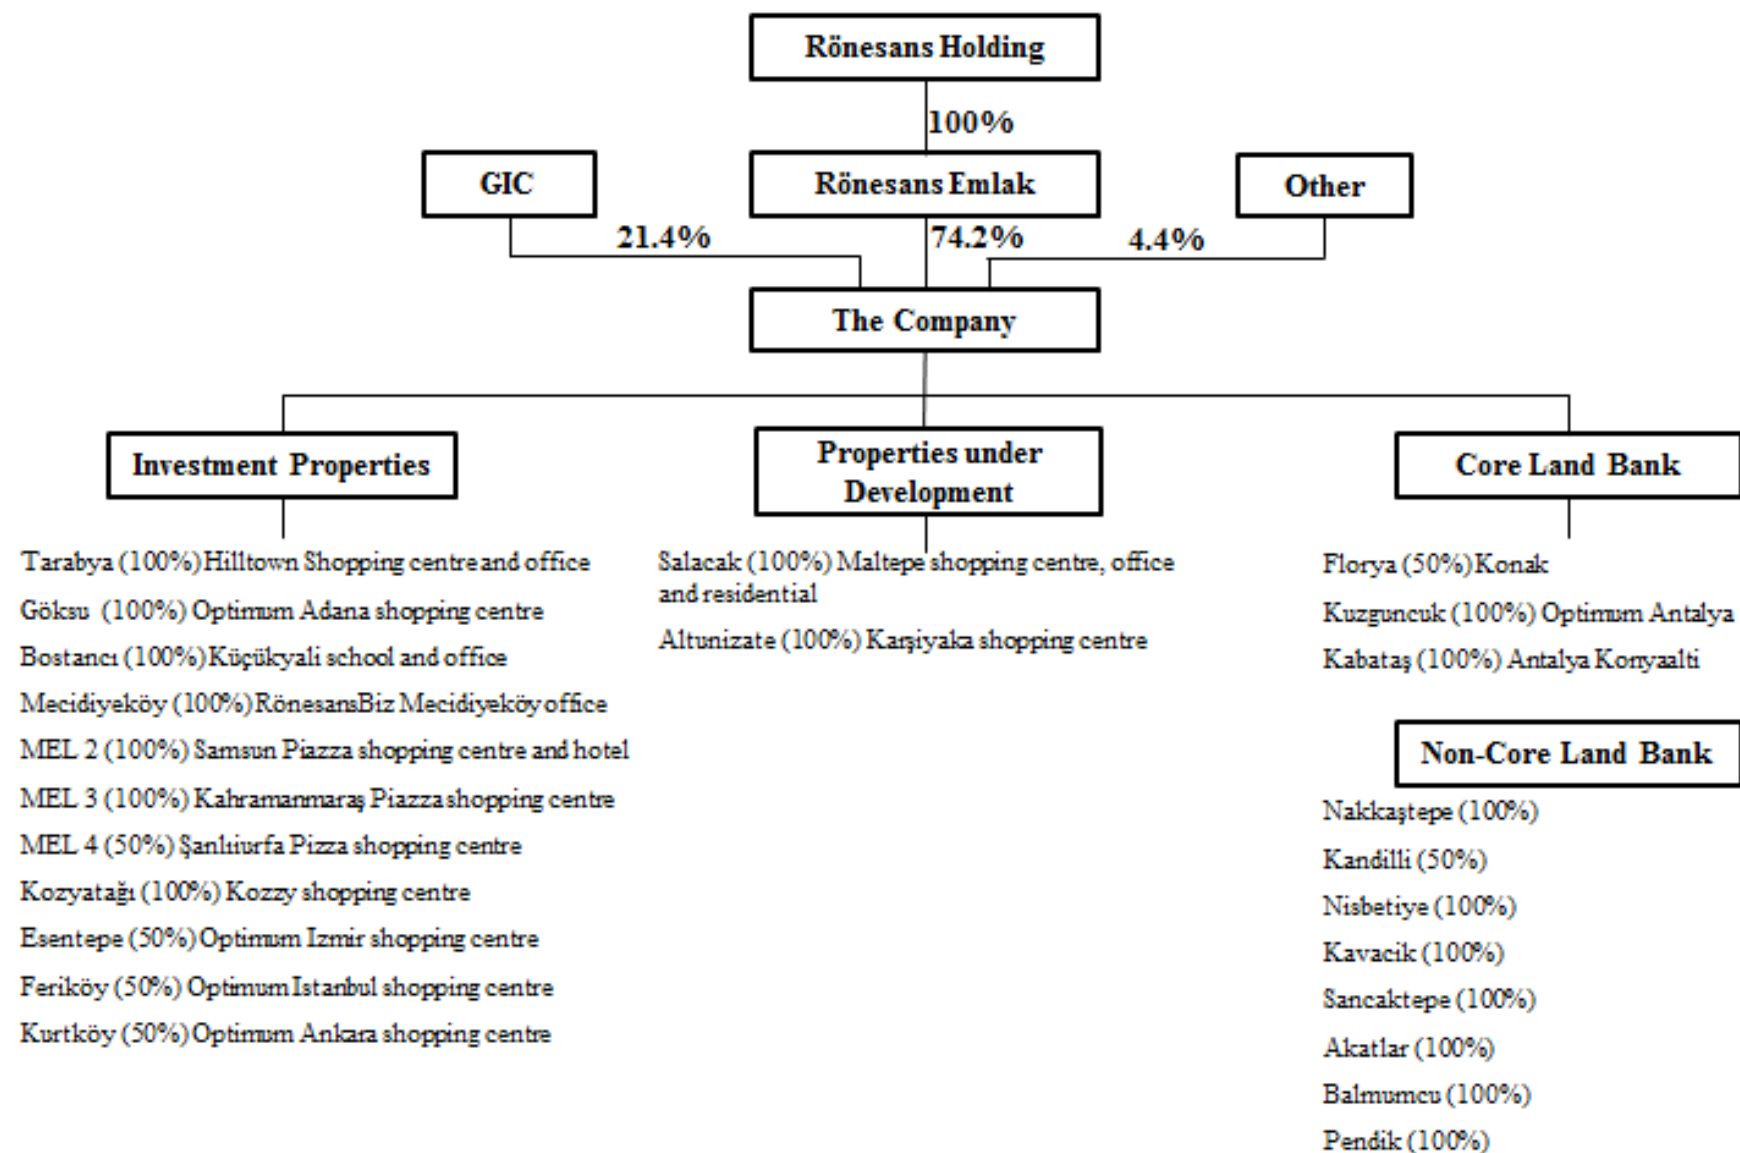 Rönesans Holding
100%
GIC
Rönesans Emlak
Other
21.4%
74.2%
4.4%
The Company
Investment Properties
Properties under
Development
Core Land Bank
Tarabya (100%) Hilltown Shopping centre and office
Göksu (100%) Optimum Adana shopping centre
Bostancı (100%) Küçükyali school and office
Mecidiyeköy (100%) RönesansBiz Mecidiyeköy office
MEL 2 (100%) Samsun Piazza shopping centre and hotel
MEL 3 (100%) Kahramanmaraş Piazza shopping centre
MEL 4 (50%) Şanlıiurfa Pizza shopping centre
Kozyatağı (100%) Kozzy shopping centre
Esentepe (50%) Optimum Izmir shopping centre
Feriköy (50%) Optimum Istanbul shopping centre
Kurtköy (50%) Optimum Ankara shopping centre
Salacak (100%) Maltepe shopping centre, office
and residential
Altunizate (100%) Karşiyaka shopping centre
Florya (50%) Konak
Kuzguncuk (100%) Optimum Antalya
Kabataş (100%) Antalya Konyaalti
Non-Core Land Bank
Nakkaştepe (100%)
Kandilli (50%)
Nisbetiye (100%)
Kavacik (100%)
Sancaktepe (100%)
Akatlar (100%)
Balmumcu (100%)
Pendik (100%)